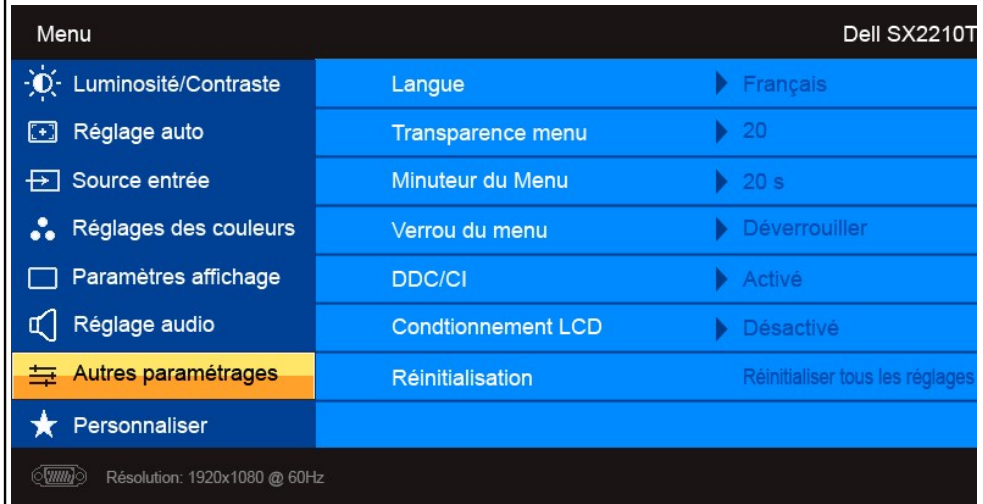 Menu Dell SX2210T
Luminosité/Contraste Langue Français
Réglage auto Transparence menu 20
Source entrée Minuteur du Menu 20 s
Réglages des couleurs Verrou du menu Déverrouiller
Paramètres affichage DDC/CI Activé
Réglage audio Condtionnement LCD Désactivé
Autres paramétrages Réinitialisation Réinitialiser tous les réglages
Personnaliser
Résolution: 1920x1080 @ 60Hz